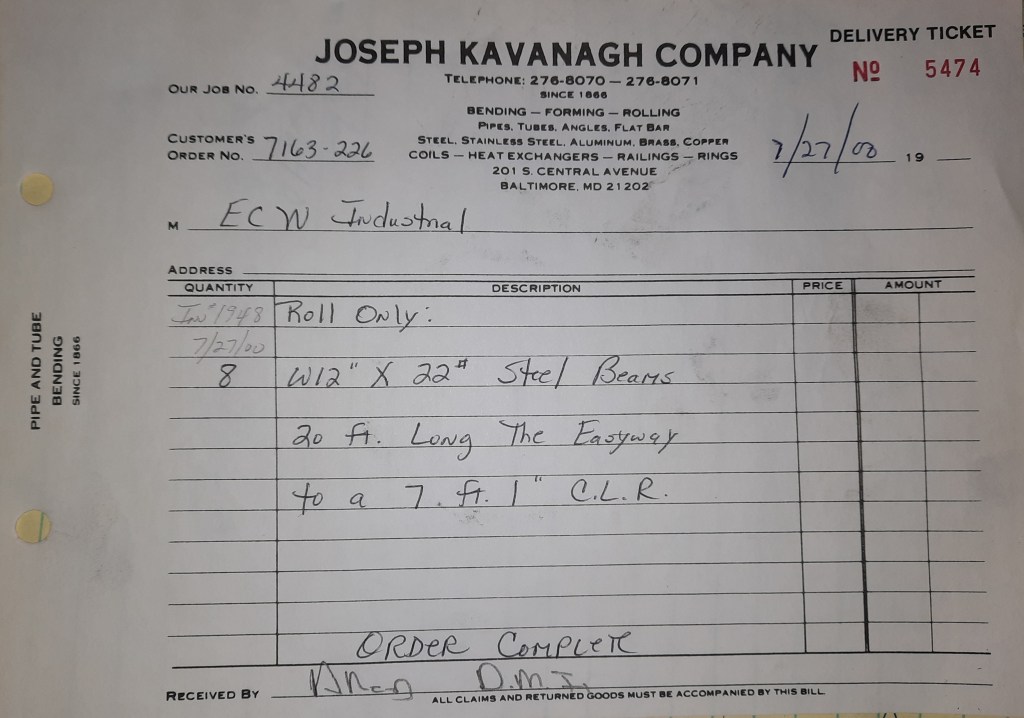 DELIVERY TICKET
JOSEPH KAVANAGH COMPANY
Nº 5474
OUR JOB NO. 4482
TELEPHONE: 276-8070 — 276-8071
SINCE 1866
BENDING — FORMING — ROLLING
PIPES, TUBES, ANGLES, FLAT BAR
CUSTOMER'S ORDER NO. 7163-226
STEEL, STAINLESS STEEL, ALUMINUM, BRASS, COPPER
COILS — HEAT EXCHANGERS — RAILINGS — RINGS
7/27/00 19
201 S. CENTRAL AVENUE
BALTIMORE, MD 21202
M ECW Industrial
ADDRESS
QUANTITY DESCRIPTION PRICE AMOUNT
Inv# 1948 Roll Only:
7/27/00
8 W12" X 22# Steel Beams
20 ft. Long The Easyway
to a 7. ft. 1" C.L.R.
ORDER COMPLETE
RECEIVED BY D.M.I.
ALL CLAIMS AND RETURNED GOODS MUST BE ACCOMPANIED BY THIS BILL
PIPE AND TUBE
BENDING
SINCE 1866